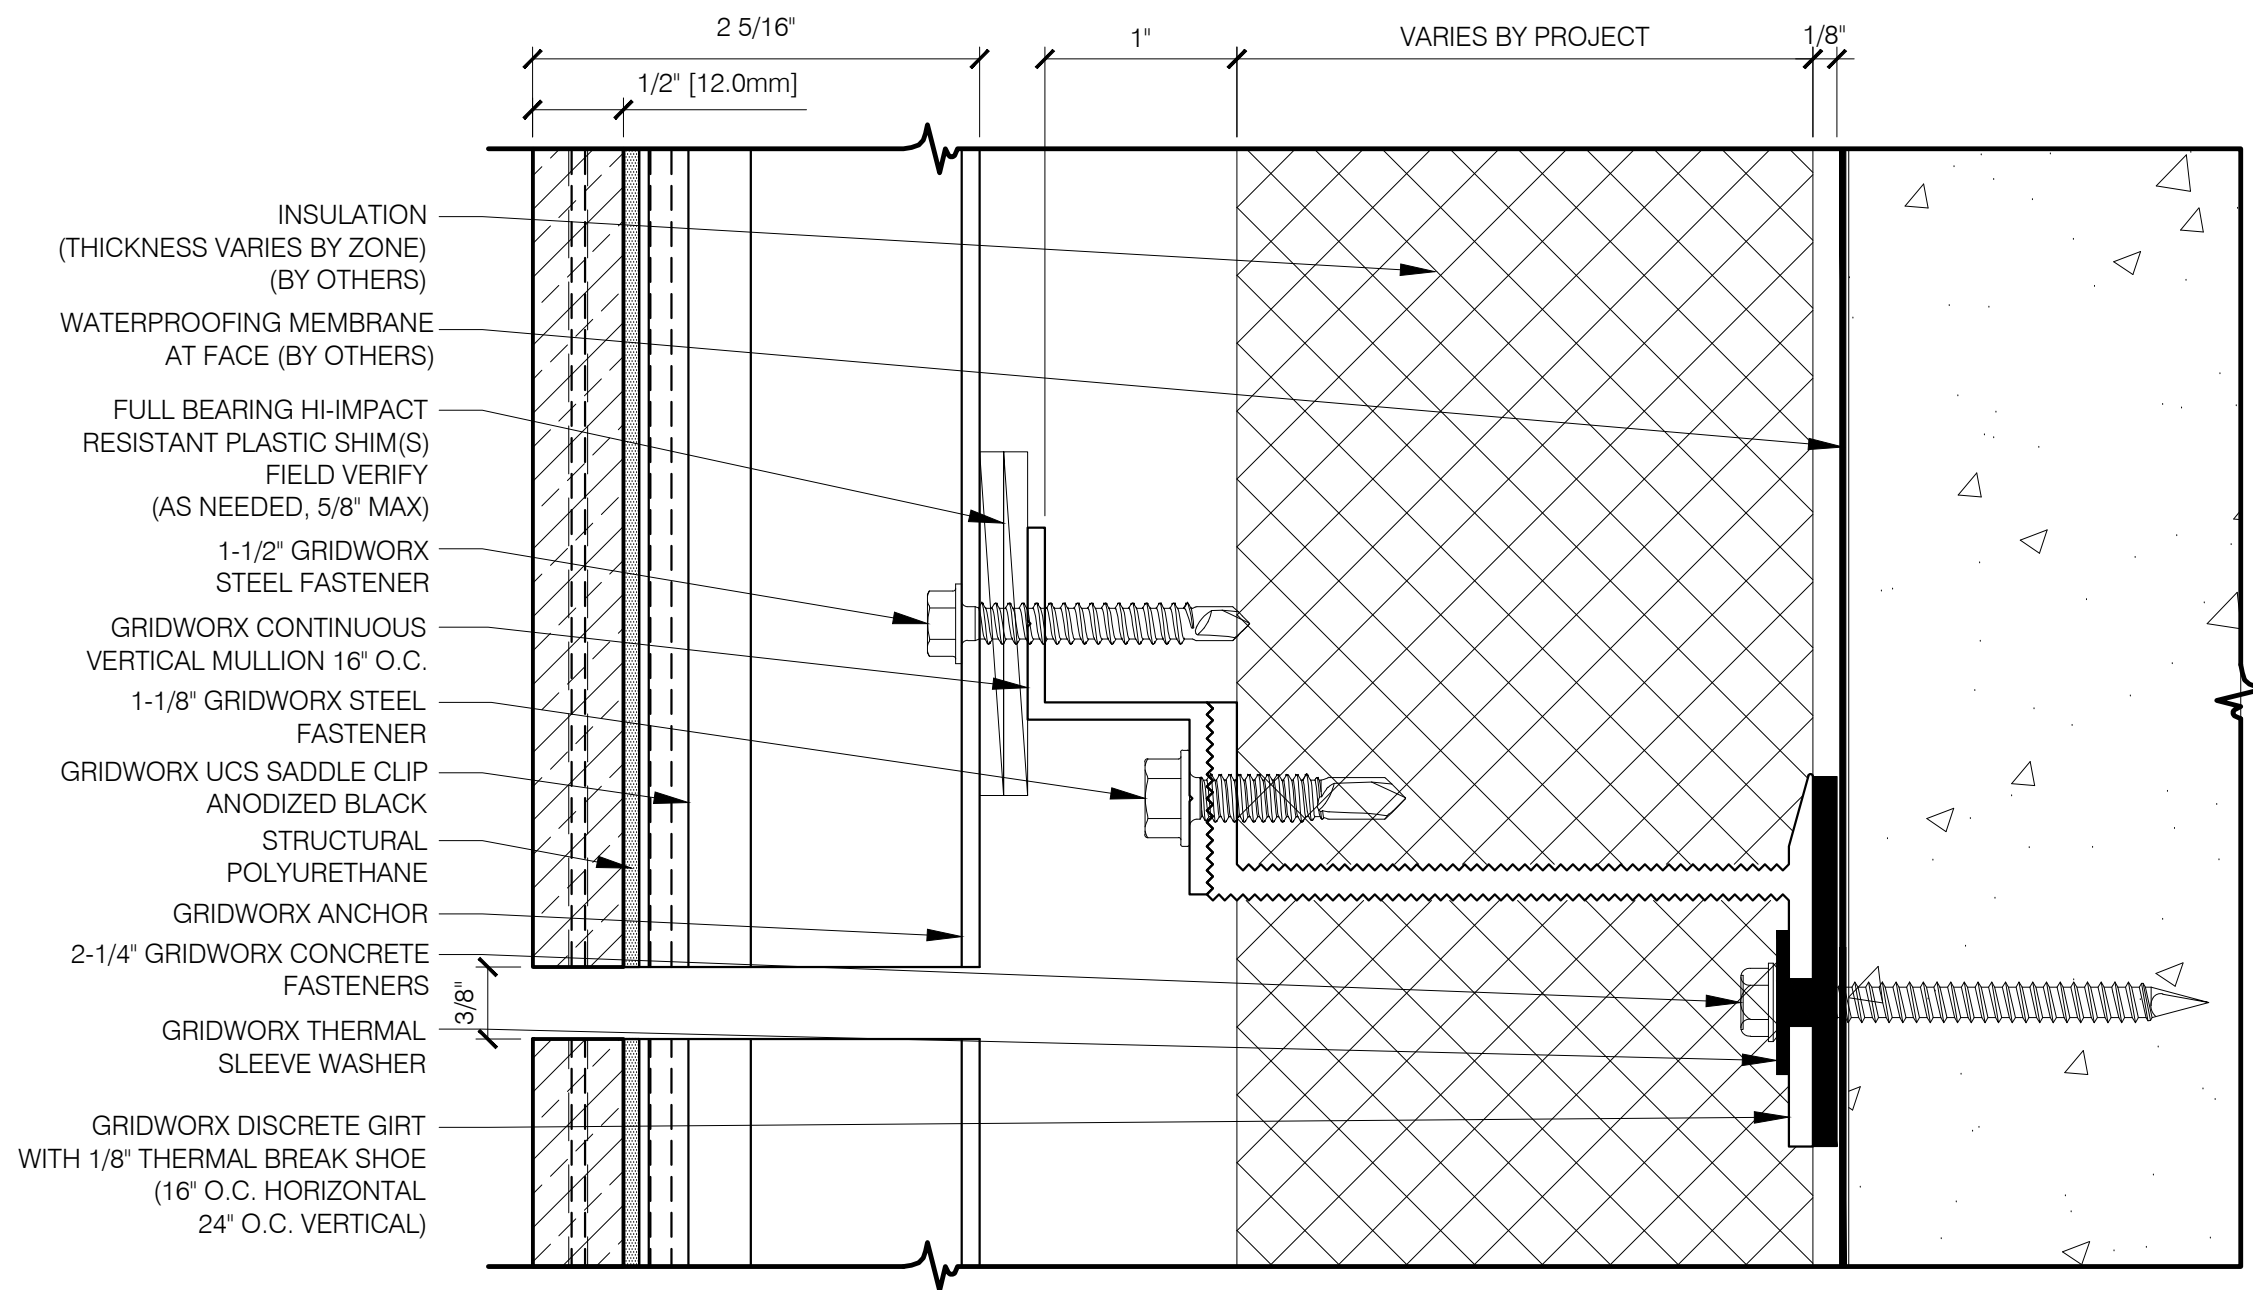 2 5/16"
1"
VARIES BY PROJECT
1/8"
1/2" [12.0mm]
INSULATION
(THICKNESS VARIES BY ZONE)
(BY OTHERS)
WATERPROOFING MEMBRANE
AT FACE (BY OTHERS)
FULL BEARING HI-IMPACT
RESISTANT PLASTIC SHIM(S)
FIELD VERIFY
(AS NEEDED, 5/8" MAX)
1-1/2" GRIDWORX
STEEL FASTENER
GRIDWORX CONTINUOUS
VERTICAL MULLION 16" O.C.
1-1/8" GRIDWORX STEEL
FASTENER
GRIDWORX UCS SADDLE CLIP
ANODIZED BLACK
STRUCTURAL
POLYURETHANE
GRIDWORX ANCHOR
2-1/4" GRIDWORX CONCRETE
FASTENERS
3/8"
GRIDWORX THERMAL
SLEEVE WASHER
GRIDWORX DISCRETE GIRT
WITH 1/8" THERMAL BREAK SHOE
(16" O.C. HORIZONTAL
24" O.C. VERTICAL)